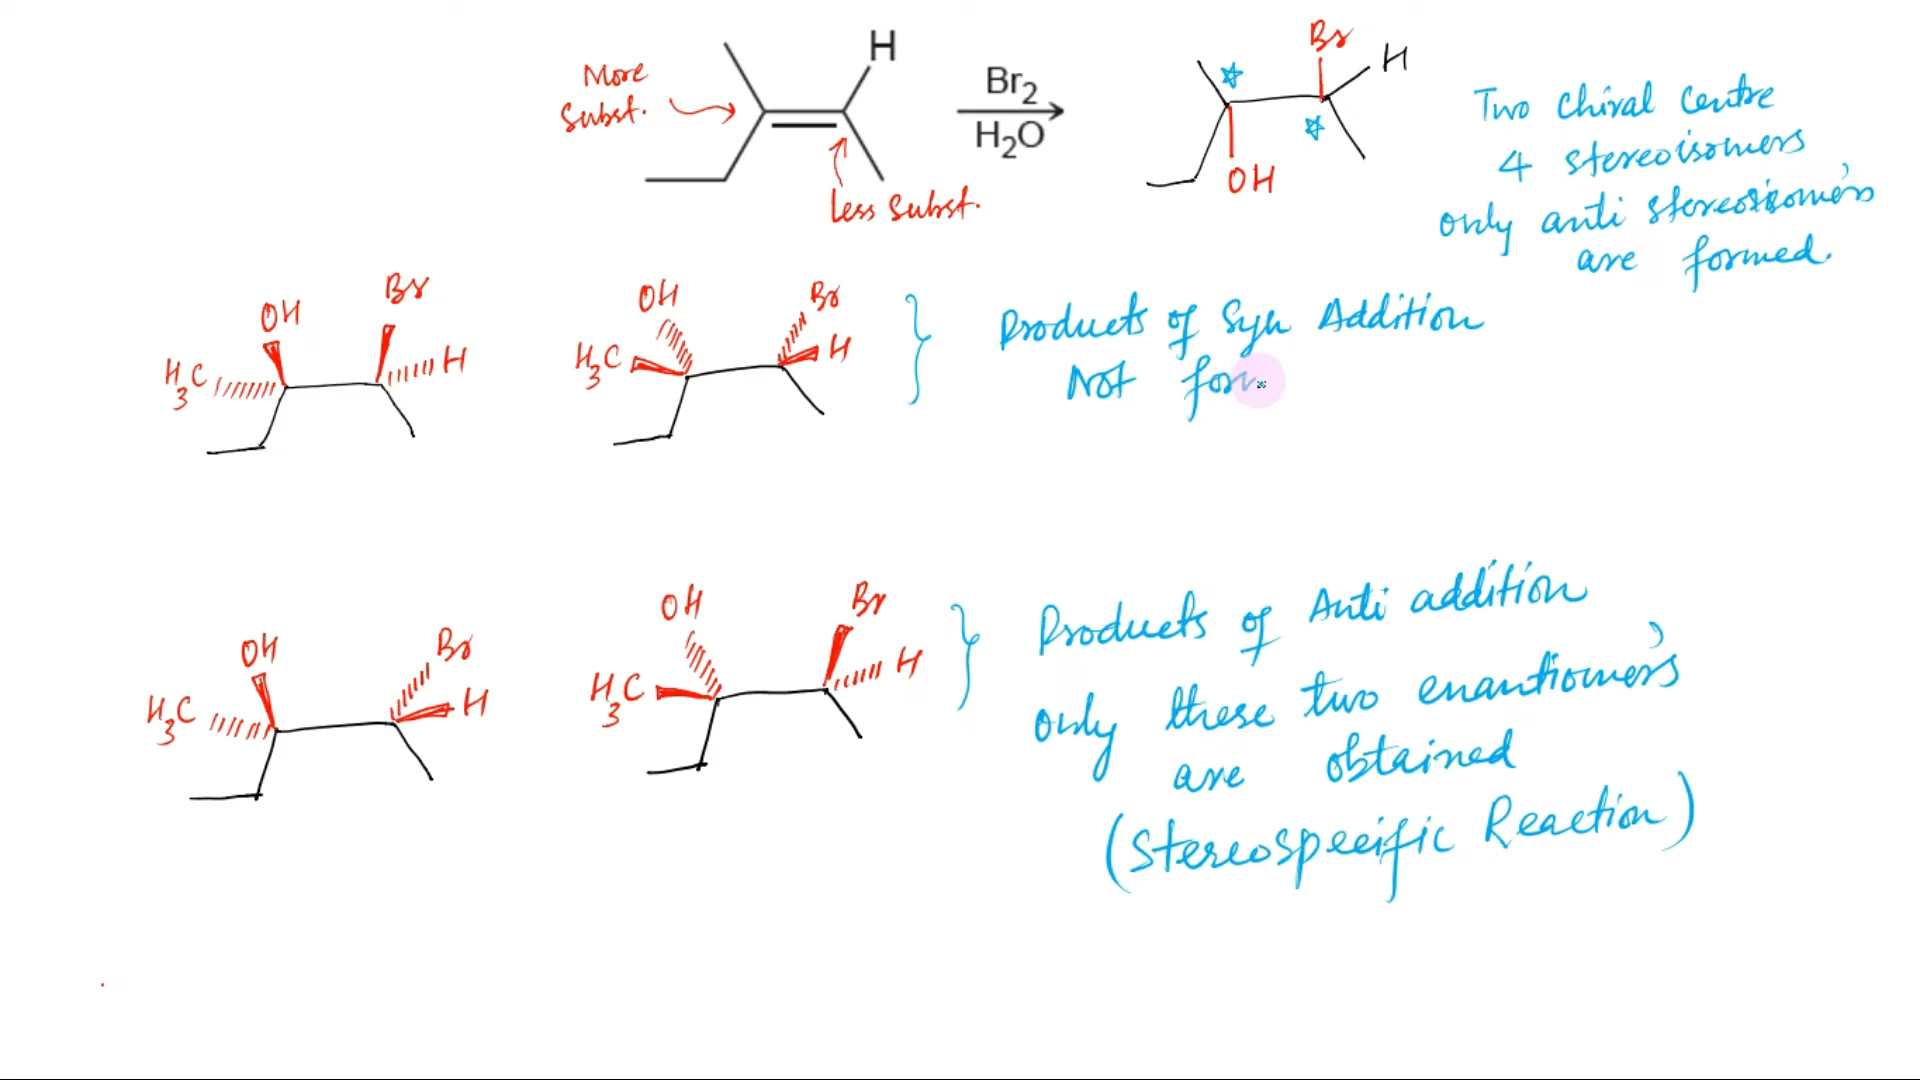 More
Subst.
H
Br2
H2O
less Subst.
Br
H
OH
Two Chiral Centre
4 stereoisomers
only anti stereoisomers
are formed.
OH
Br
H3C
H
OH
Br
H3C
H
Products of Syn Addition
Not for
OH
Br
H3C
H
OH
Br
H3C
H
Products of Anti addition
only these two enantiomers
are obtained
(Stereospecific Reaction)